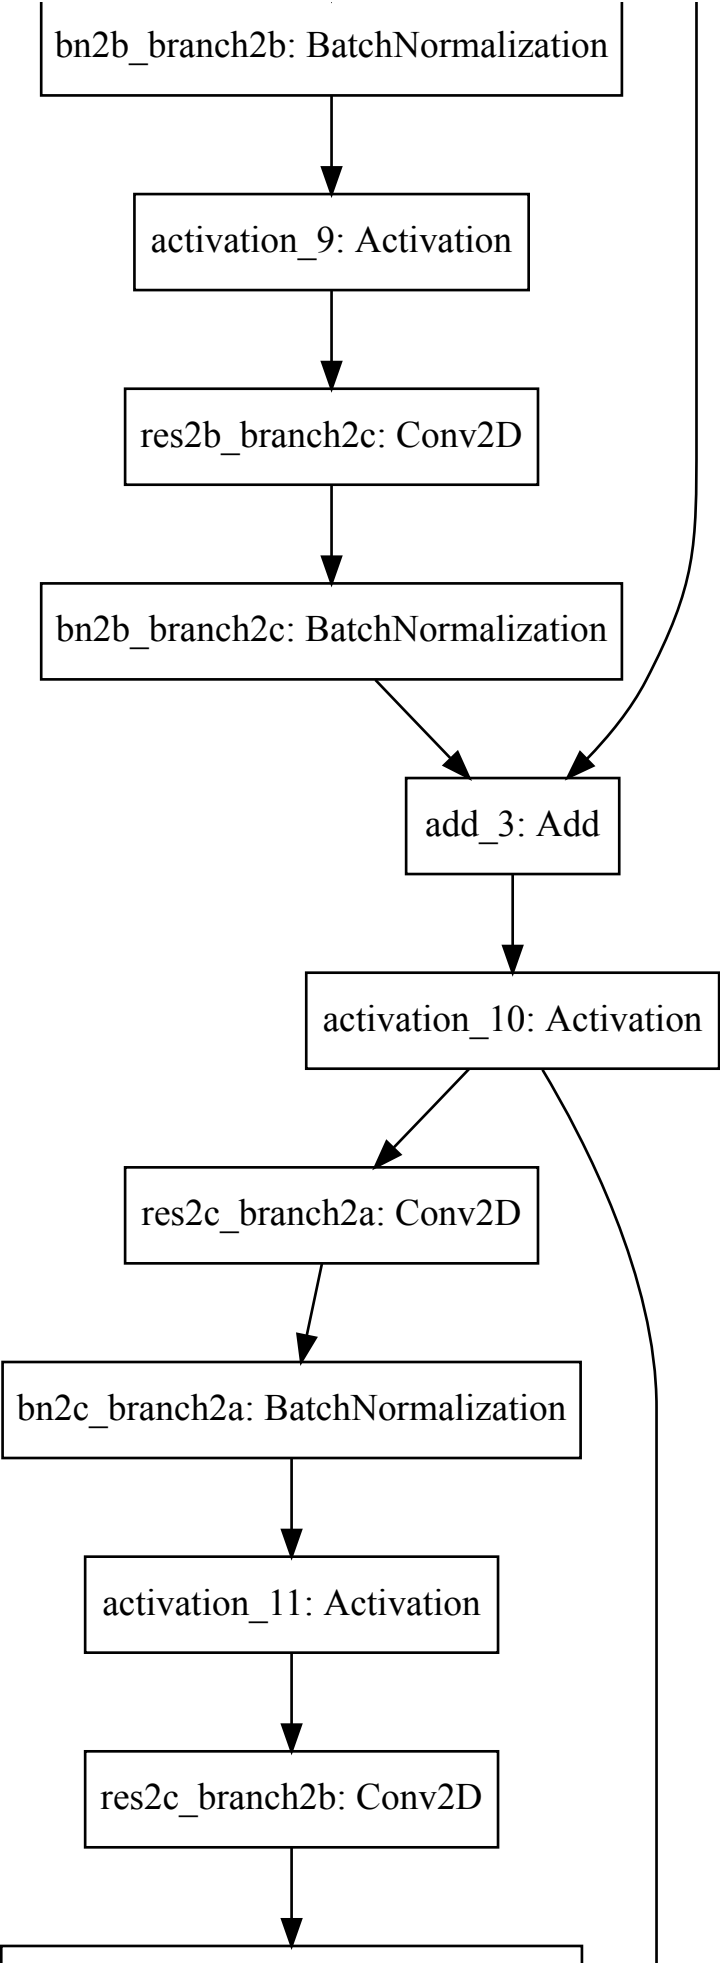 bn2b_branch2b: BatchNormalization
activation_9: Activation
res2b_branch2c: Conv2D
bn2b_branch2c: BatchNormalization
add_3: Add
activation_10: Activation
res2c_branch2a: Conv2D
bn2c_branch2a: BatchNormalization
activation_11: Activation
res2c_branch2b: Conv2D